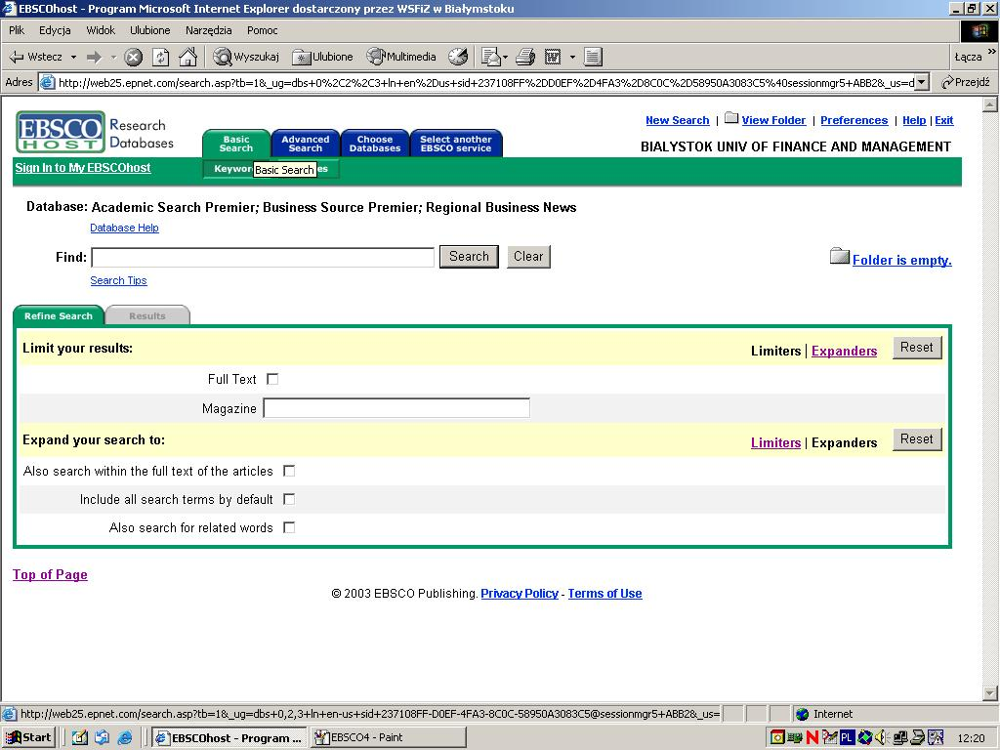 EBSCOhost - Program Microsoft Internet Explorer dostarczony przez WSFiZ w Białymstoku
Plik Edycja Widok Ulubione Narzędzia Pomoc
Wstecz Wyszukaj Ulubione Multimedia Łącza »
Adres http://web25.epnet.com/search.asp?tb=1&_ug=dbs+0%2C2%2C3+ln+en%2Dus+sid+237108FF%2DD0EF%2D4FA3%2D8C0C%2D58950A3083C5%40sessionmgr5+ABB2&_us=d Przejdź
EBSCO HOST Research Databases
New Search | View Folder | Preferences | Help | Exit
Basic Search Advanced Search Choose Databases Select another EBSCO service
BIALYSTOK UNIV OF FINANCE AND MANAGEMENT
Sign In to My EBSCOhost Keywor Basic Search es
Database: Academic Search Premier; Business Source Premier; Regional Business News
Database Help
Find: Search Clear Folder is empty.
Search Tips
Refine Search Results
Limit your results: Limiters | Expanders Reset
Full Text
Magazine
Expand your search to: Limiters | Expanders Reset
Also search within the full text of the articles
Include all search terms by default
Also search for related words
Top of Page
© 2003 EBSCO Publishing. Privacy Policy - Terms of Use
http://web25.epnet.com/search.asp?tb=1&_ug=dbs+0,2,3+ln+en-us+sid+237108FF-D0EF-4FA3-8C0C-58950A3083C5@sessionmgr5+ABB2&_us= Internet
Start EBSCOhost - Program ... EBSCO4 - Paint PL 12:20